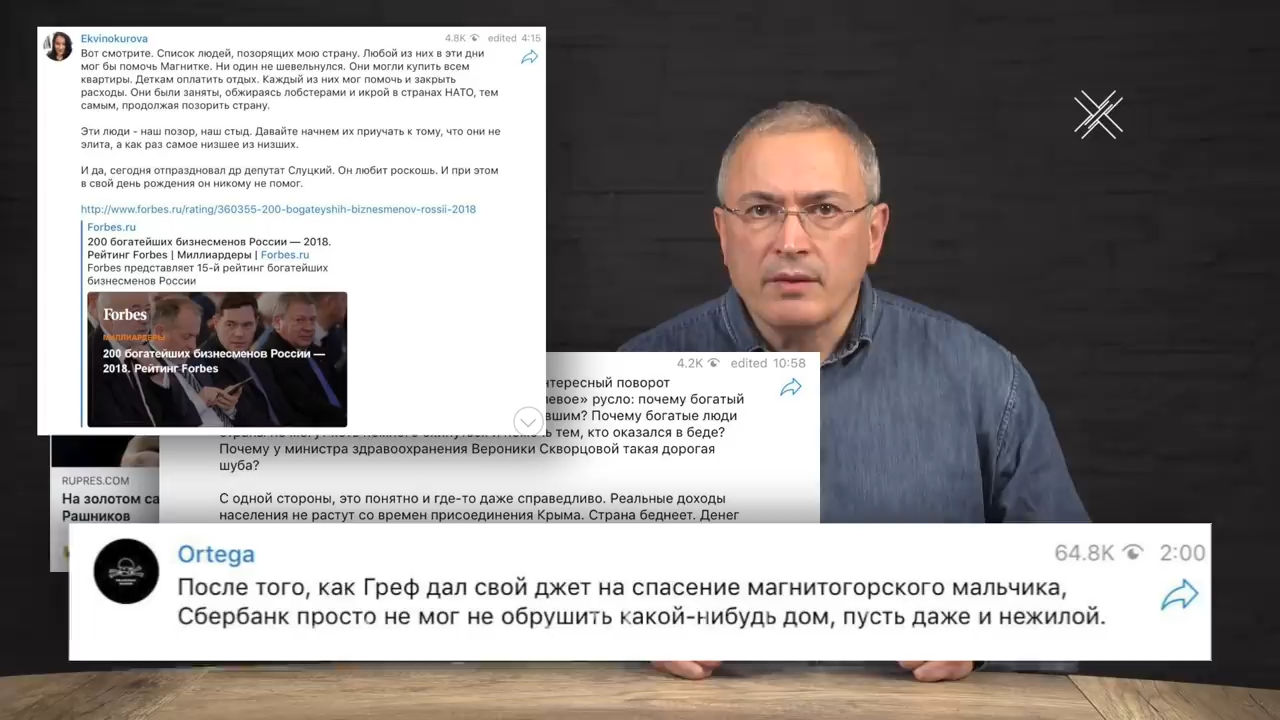 Ekvinokurova
4.8K edited 4:15
Вот смотрите. Список людей, позорящих мою страну. Любой из них в эти дни
мог бы помочь Магнитке. Ни один не шевельнулся. Они могли купить всем
квартиры. Деткам оплатить отдых. Каждый из них мог помочь и закрыть
расходы. Они были заняты, обжираясь лобстерами и икрой в странах НАТО, тем
самым, продолжая позорить страну.
Эти люди - наш позор, наш стыд. Давайте начнем их приучать к тому, что они не
элита, а как раз самое низшее из низших.
И да, сегодня отпраздновал др депутат Слуцкий. Он любит роскошь. И при этом
в свой день рождения он никому не помог.
http://www.forbes.ru/rating/360355-200-bogateyshih-biznesmenov-rossii-2018
Forbes.ru
200 богатейших бизнесменов России — 2018.
Рейтинг Forbes | Миллиардеры | Forbes.ru
Forbes представляет 15-й рейтинг богатейших
бизнесменов России
Forbes
МИЛЛИАРДЕРЫ
200 богатейших бизнесменов России —
2018. Рейтинг Forbes
4.2K edited 10:58
поворот
русло: почему богатый
Почему богатые люди
тем, кто оказался в беде?
Почему у министра здравоохранения Вероники Скворцовой такая дорогая
шуба?
С одной стороны, это понятно и где-то даже справедливо. Реальные доходы
населения не растут со времен присоединения Крыма. Страна беднеет. Денег
RUPRES.COM
На золотом са
Рашников
Ortega
64.8K 2:00
После того, как Греф дал свой джет на спасение магнитогорского мальчика,
Сбербанк просто не мог не обрушить какой-нибудь дом, пусть даже и нежилой.